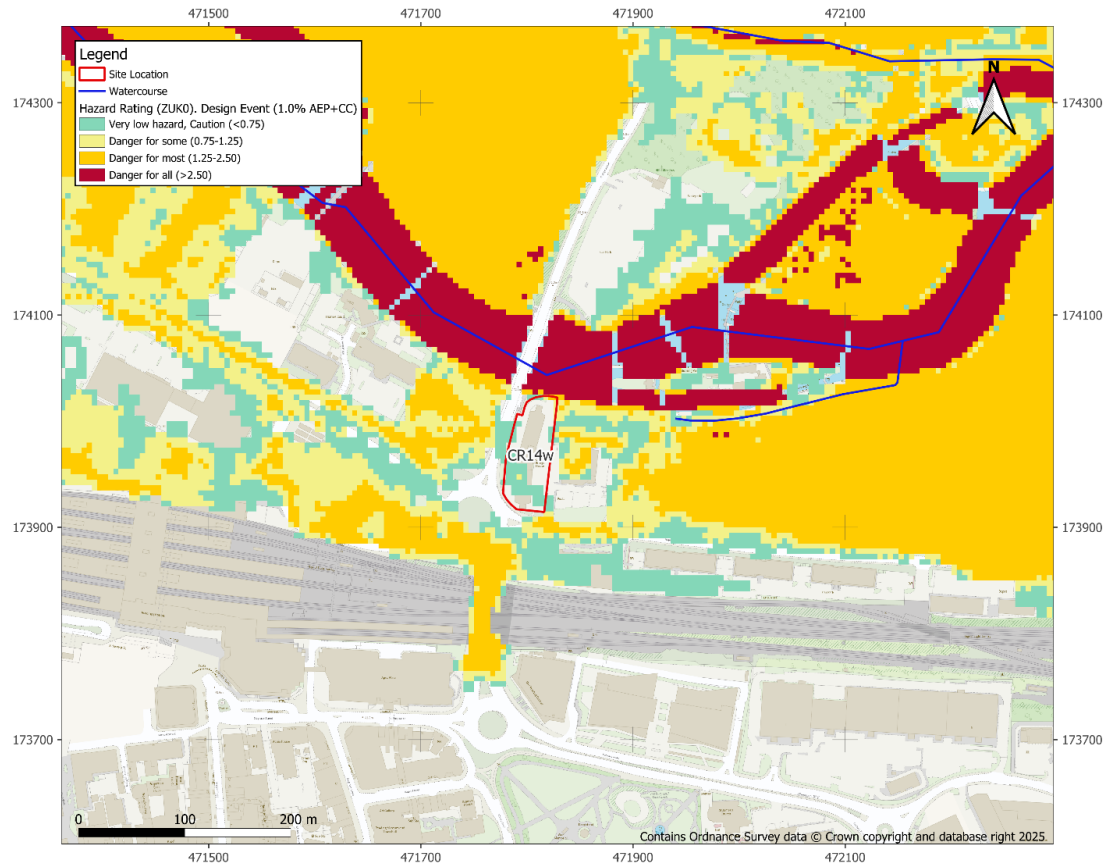 471500 471700 471900 472100
Legend
Site Location
Watercourse
Hazard Rating (ZUK0). Design Event (1.0% AEP+CC)
Very low hazard, Caution (<0.75)
Danger for some (0.75-1.25)
Danger for most (1.25-2.50)
Danger for all (>2.50)
N
174300 174300
174100 174100
CR14w
173900 173900
173700 173700
0 100 200 m
Contains Ordnance Survey data © Crown copyright and database right 2025.
471500 471700 471900 472100